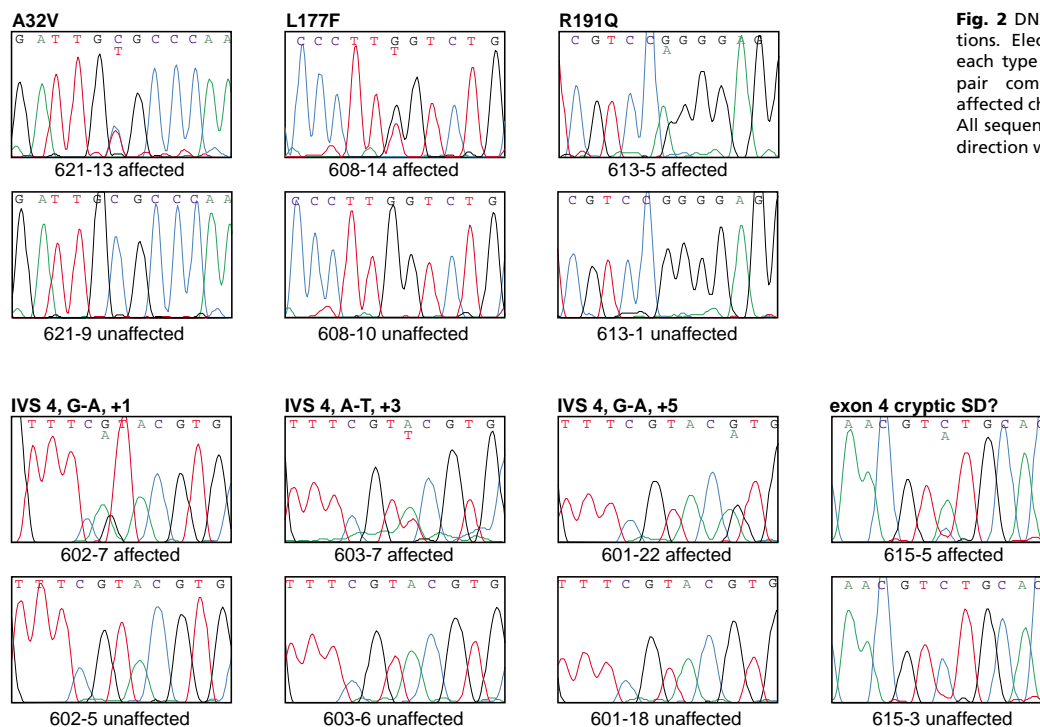 A32V
G A T T G C G C C C A A
T
621-13 affected
G A T T G C G C C C A A
621-9 unaffected
L177F
C C C T T G G T C T G
T
608-14 affected
C C C T T G G T C T G
608-10 unaffected
R191Q
C G T C C G G G G A G
A
613-5 affected
C G T C C G G G G A G
613-1 unaffected
Fig. 2 DN
tions. Elec
each type
pair com
affected ch
All sequen
direction w
IVS 4, G-A, +1
T T T C G T A C G T G
A
602-7 affected
T T T C G T A C G T G
602-5 unaffected
IVS 4, A-T, +3
T T T C G T A C G T G
T
603-7 affected
T T T C G T A C G T G
603-6 unaffected
IVS 4, G-A, +5
T T T C G T A C G T G
A
601-22 affected
T T T C G T A C G T G
601-18 unaffected
exon 4 cryptic SD?
A A C G T C T G C A C
A
615-5 affected
A A C G T C T G C A C
615-3 unaffected